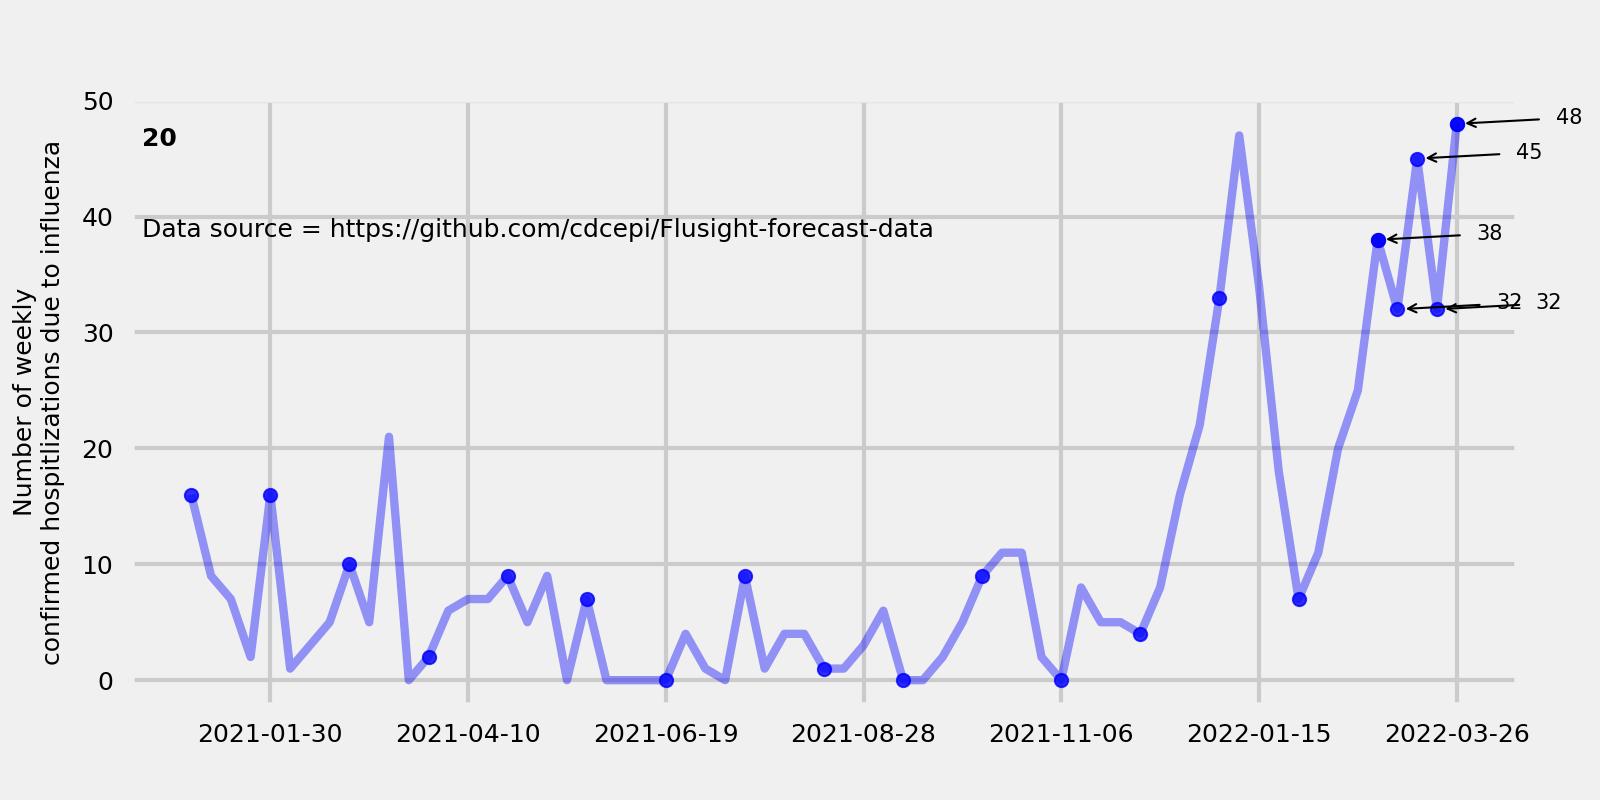 50
20
48
45
40
Data source = https://github.com/cdcepi/Flusight-forecast-data
38
32 32
30
20
10
0
Number of weekly
confirmed hospitlizations due to influenza
2021-01-30 2021-04-10 2021-06-19 2021-08-28 2021-11-06 2022-01-15 2022-03-26